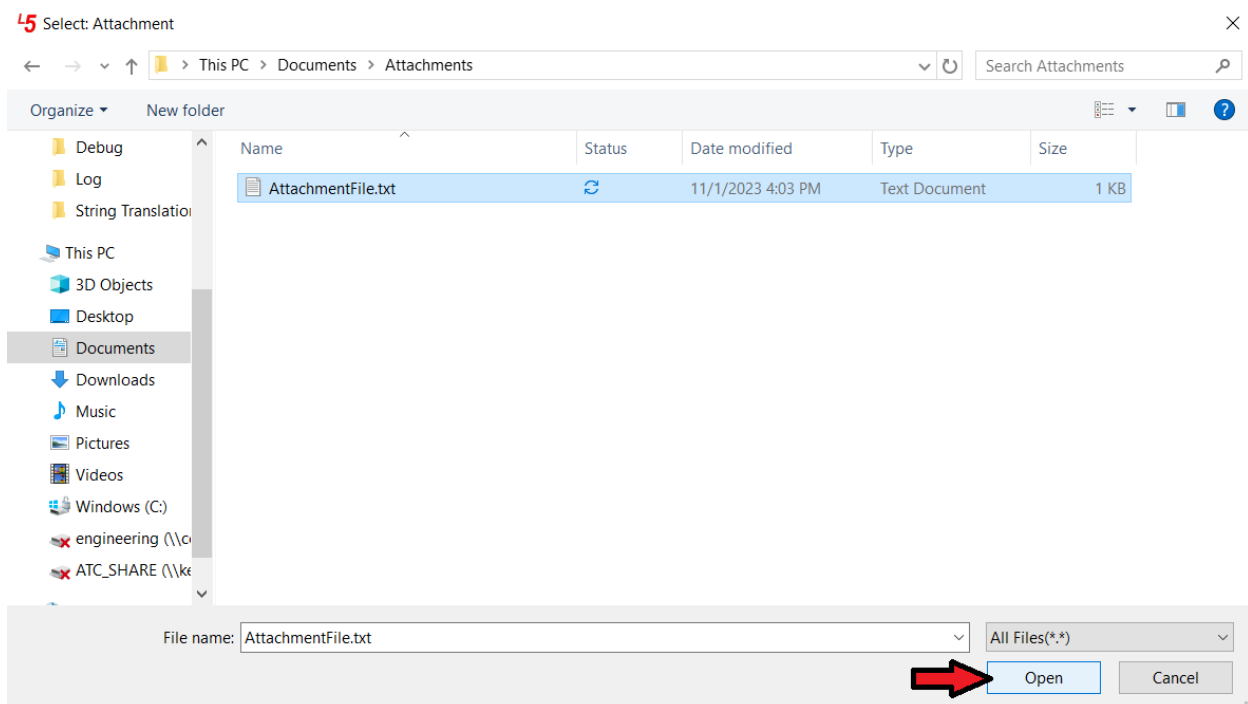 L5 Select: Attachment
This PC > Documents > Attachments
Search Attachments
Organize
New folder
?
Name
Status
Date modified
Type
Size
AttachmentFile.txt
11/1/2023 4:03 PM
Text Document
1 KB
Debug
Log
String Translation
This PC
3D Objects
Desktop
Documents
Downloads
Music
Pictures
Videos
Windows (C:)
engineering (\\c
ATC_SHARE (\\ke
File name: AttachmentFile.txt
All Files(*.*)
Open
Cancel